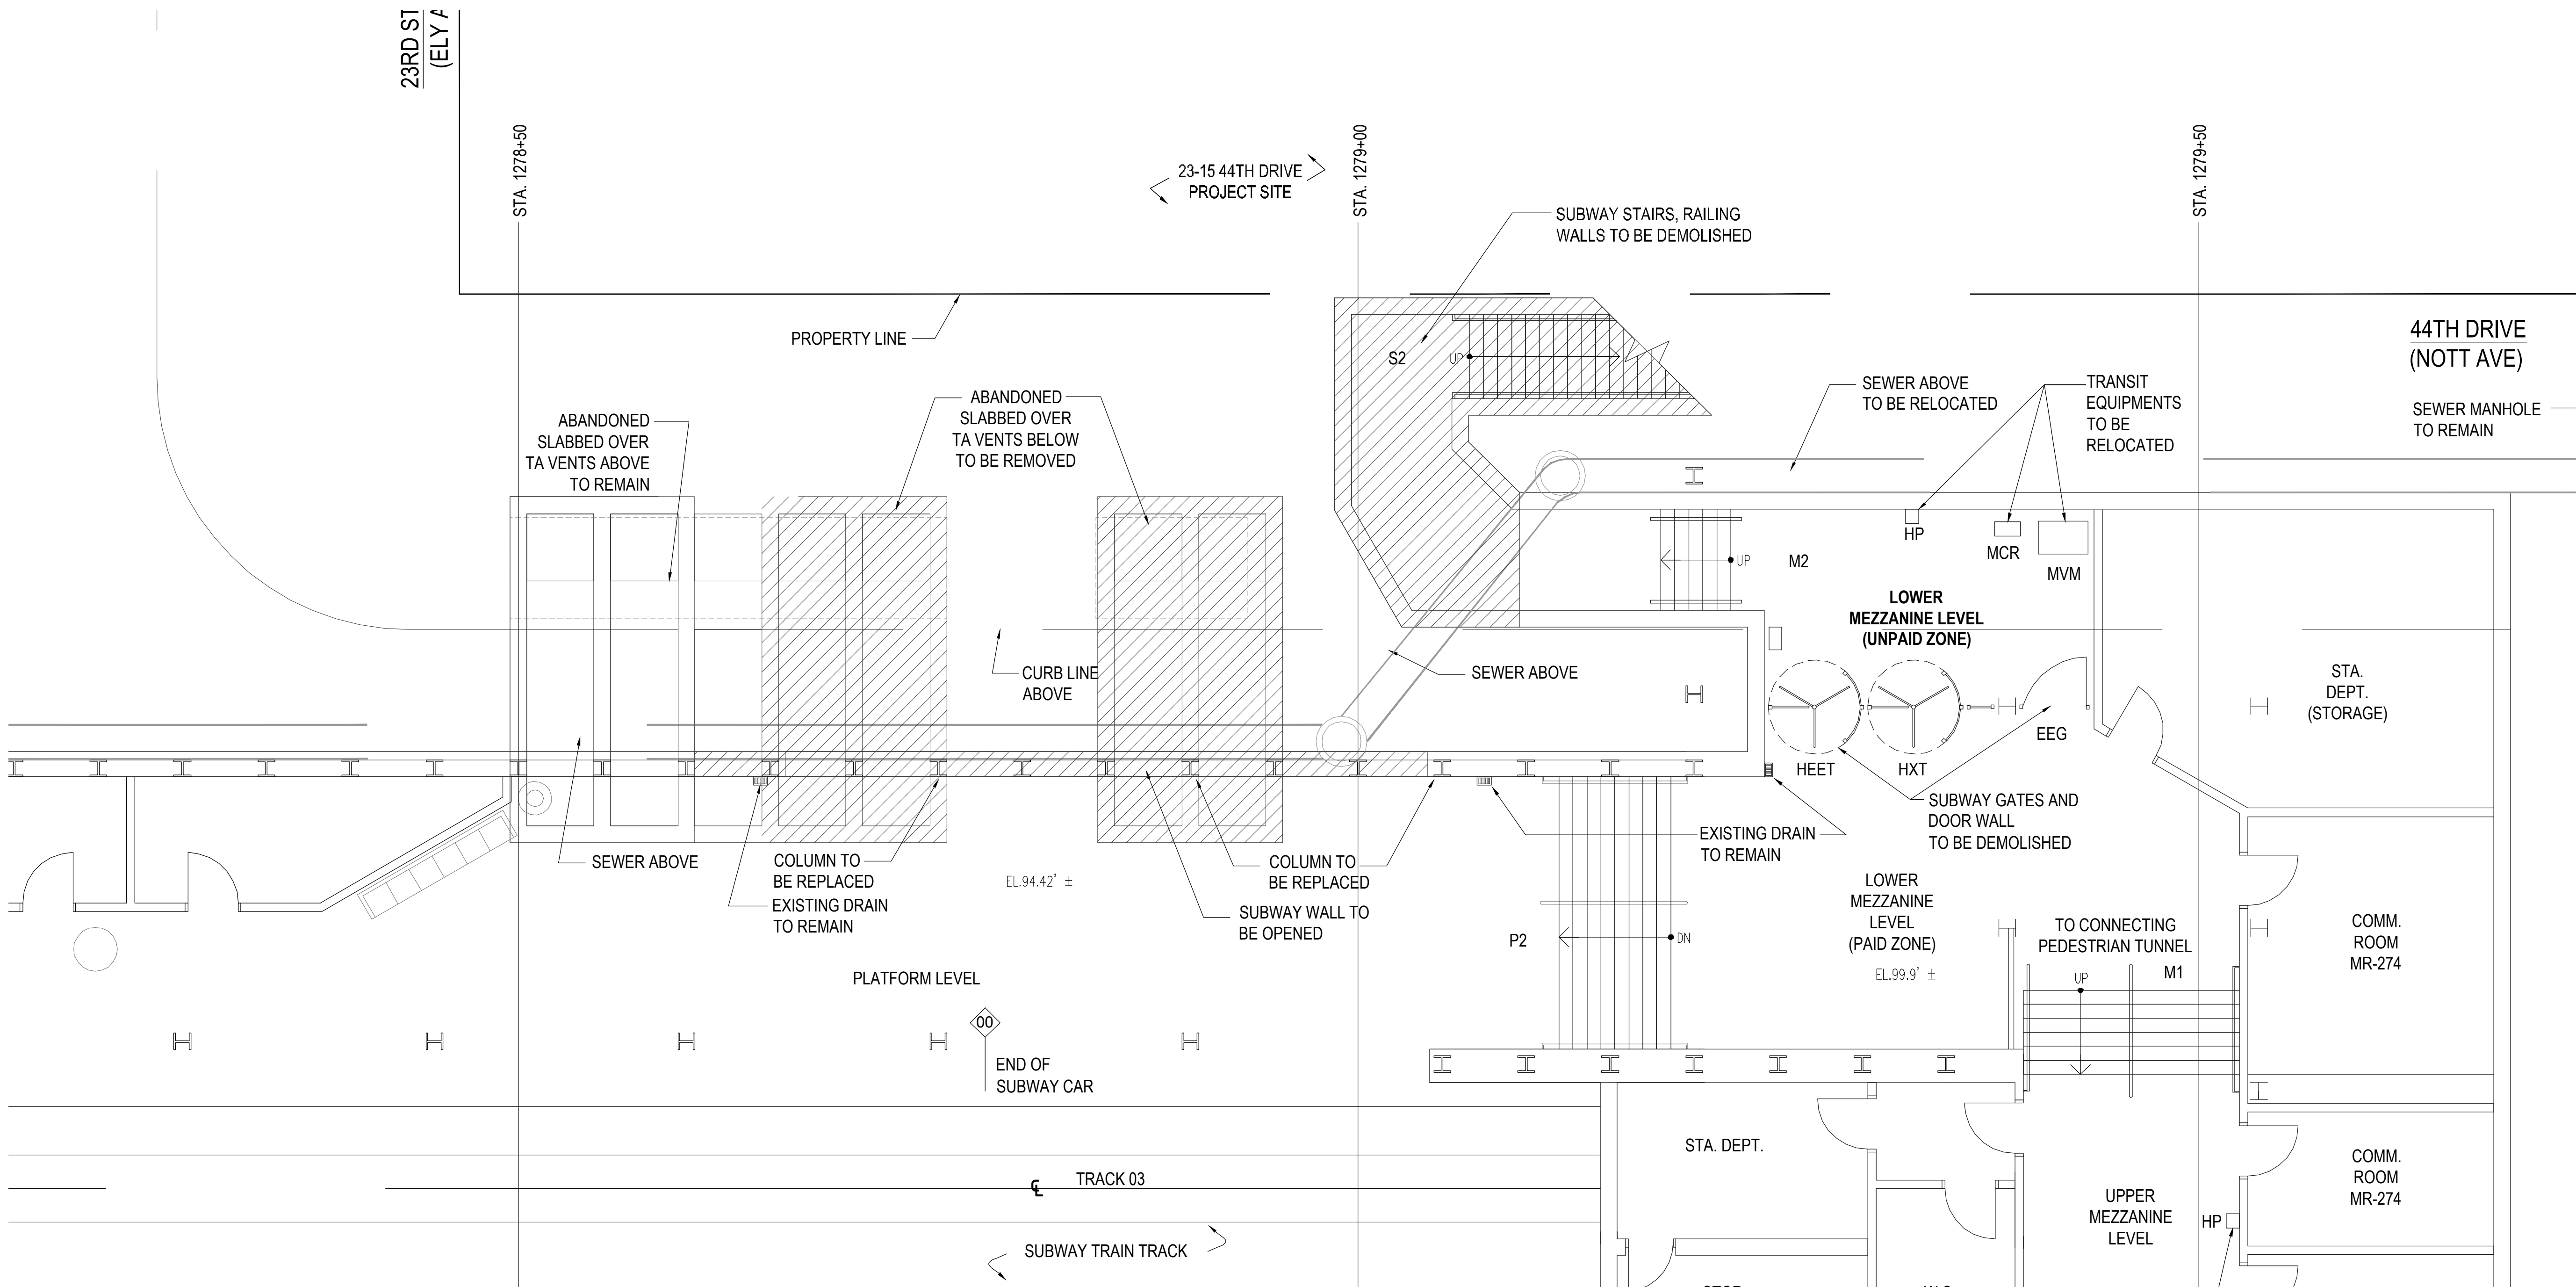 23RD ST
(ELY A
STA. 1278+50
STA. 1279+00
STA. 1279+50
23-15 44TH DRIVE
PROJECT SITE
SUBWAY STAIRS, RAILING
WALLS TO BE DEMOLISHED
PROPERTY LINE
44TH DRIVE
(NOTT AVE)
S2
UP
SEWER ABOVE
TO BE RELOCATED
TRANSIT
EQUIPMENTS
TO BE
RELOCATED
SEWER MANHOLE
TO REMAIN
ABANDONED
SLABBED OVER
TA VENTS ABOVE
TO REMAIN
ABANDONED
SLABBED OVER
TA VENTS BELOW
TO BE REMOVED
UP
M2
HP
MCR
MVM
LOWER
MEZZANINE LEVEL
(UNPAID ZONE)
CURB LINE
ABOVE
SEWER ABOVE
STA.
DEPT.
(STORAGE)
EEG
HEET
HXT
SUBWAY GATES AND
DOOR WALL
TO BE DEMOLISHED
EXISTING DRAIN
TO REMAIN
SEWER ABOVE
COLUMN TO
BE REPLACED
EXISTING DRAIN
TO REMAIN
EL.94.42' ±
COLUMN TO
BE REPLACED
SUBWAY WALL TO
BE OPENED
P2
DN
LOWER
MEZZANINE
LEVEL
(PAID ZONE)
EL.99.9' ±
TO CONNECTING
PEDESTRIAN TUNNEL
M1
UP
COMM.
ROOM
MR-274
PLATFORM LEVEL
00
END OF
SUBWAY CAR
STA. DEPT.
COMM.
ROOM
MR-274
TRACK 03
UPPER
MEZZANINE
LEVEL
HP
SUBWAY TRAIN TRACK